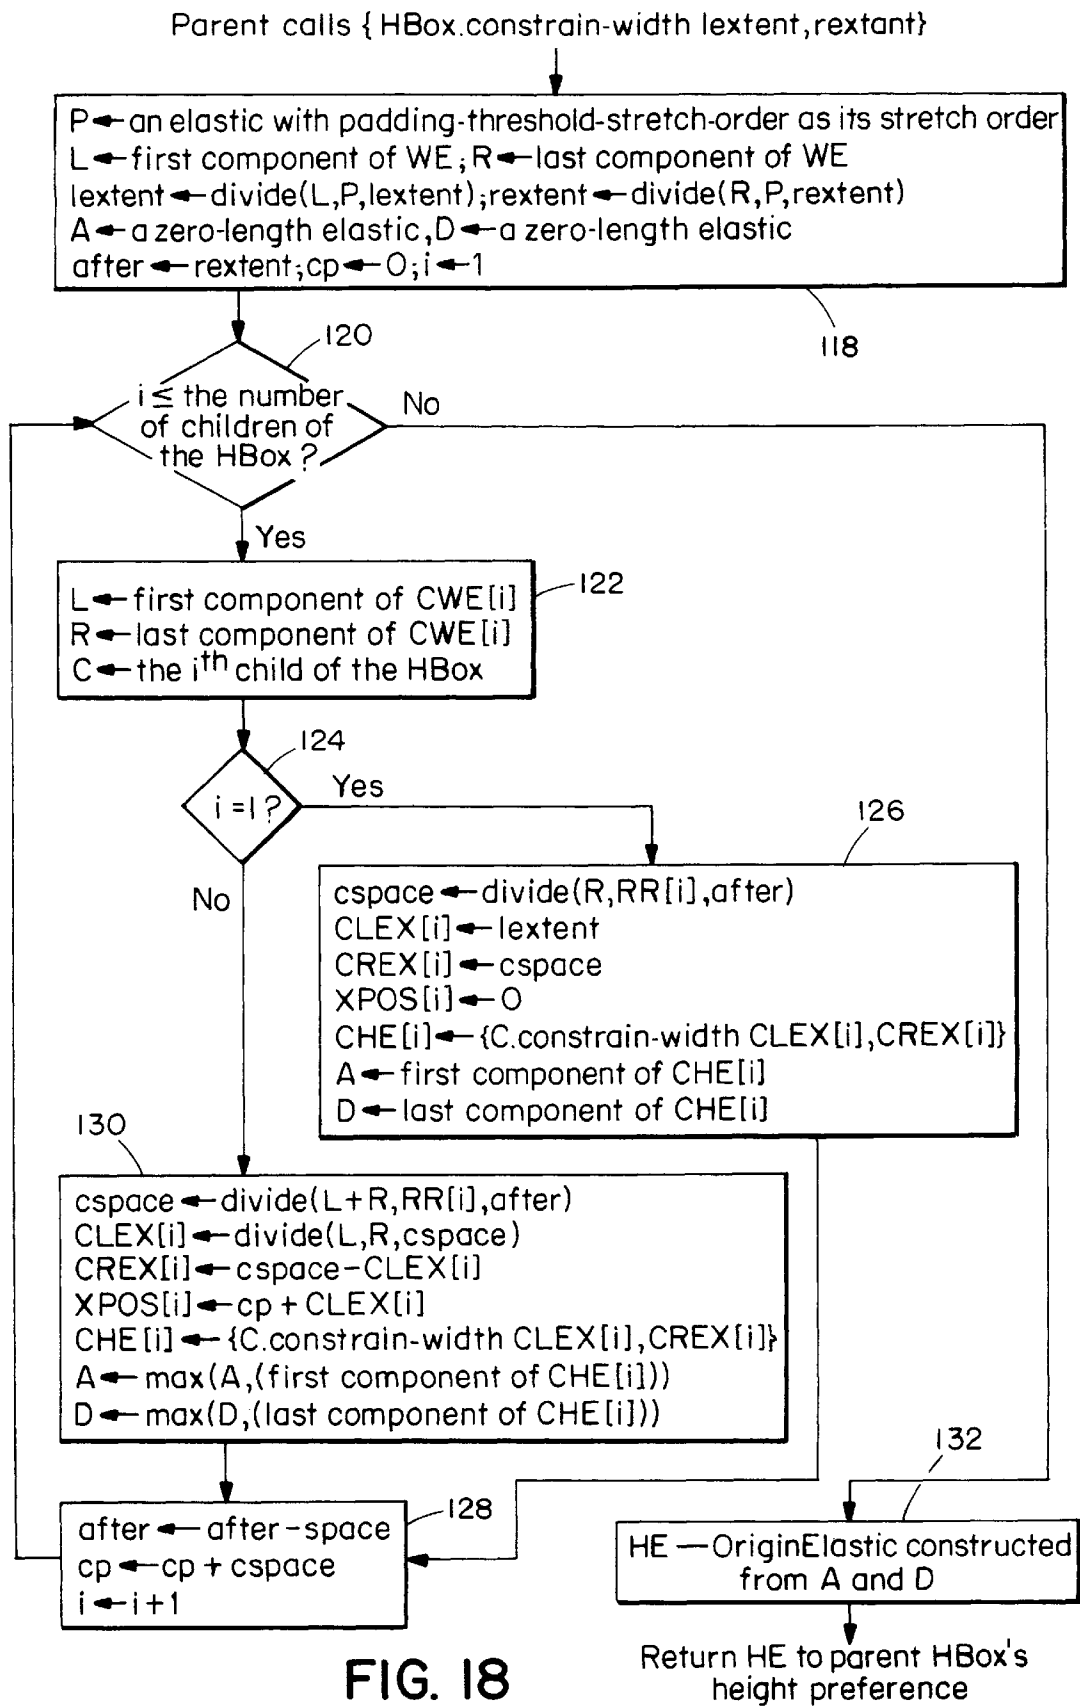 Parent calls { HBox.constrain-width lextent,rextant}
P←an elastic with padding-threshold-stretch-order as its stretch order
L←first component of WE;R←last component of WE
lextent←divide(L,P,lextent);rextent←divide(R,P,rextent)
A←a zero-length elastic,D←a zero-length elastic
after←rextent;cp←0;i←1
118
120
i≤ the number
of children of
the HBox?
No
Yes
122
L←first component of CWE[i]
R←last component of CWE[i]
C←the ith child of the HBox
124
i=1?
Yes
No
126
cspace←divide(R,RR[i],after)
CLEX[i]←lextent
CREX[i]←cspace
XPOS[i]←0
CHE[i]←{C.constrain-width CLEX[i],CREX[i]}
A←first component of CHE[i]
D←last component of CHE[i]
130
cspace←divide(L+R,RR[i],after)
CLEX[i]←divide(L,R,cspace)
CREX[i]←cspace-CLEX[i]
XPOS[i]←cp+CLEX[i]
CHE[i]←{C.constrain-width CLEX[i],CREX[i]}
A←max(A,(first component of CHE[i]))
D←max(D,(last component of CHE[i]))
128
after←after-space
cp←cp+cspace
i←i+1
132
HE—OriginElastic constructed
from A and D
Return HE to parent HBox's
height preference
FIG. 18